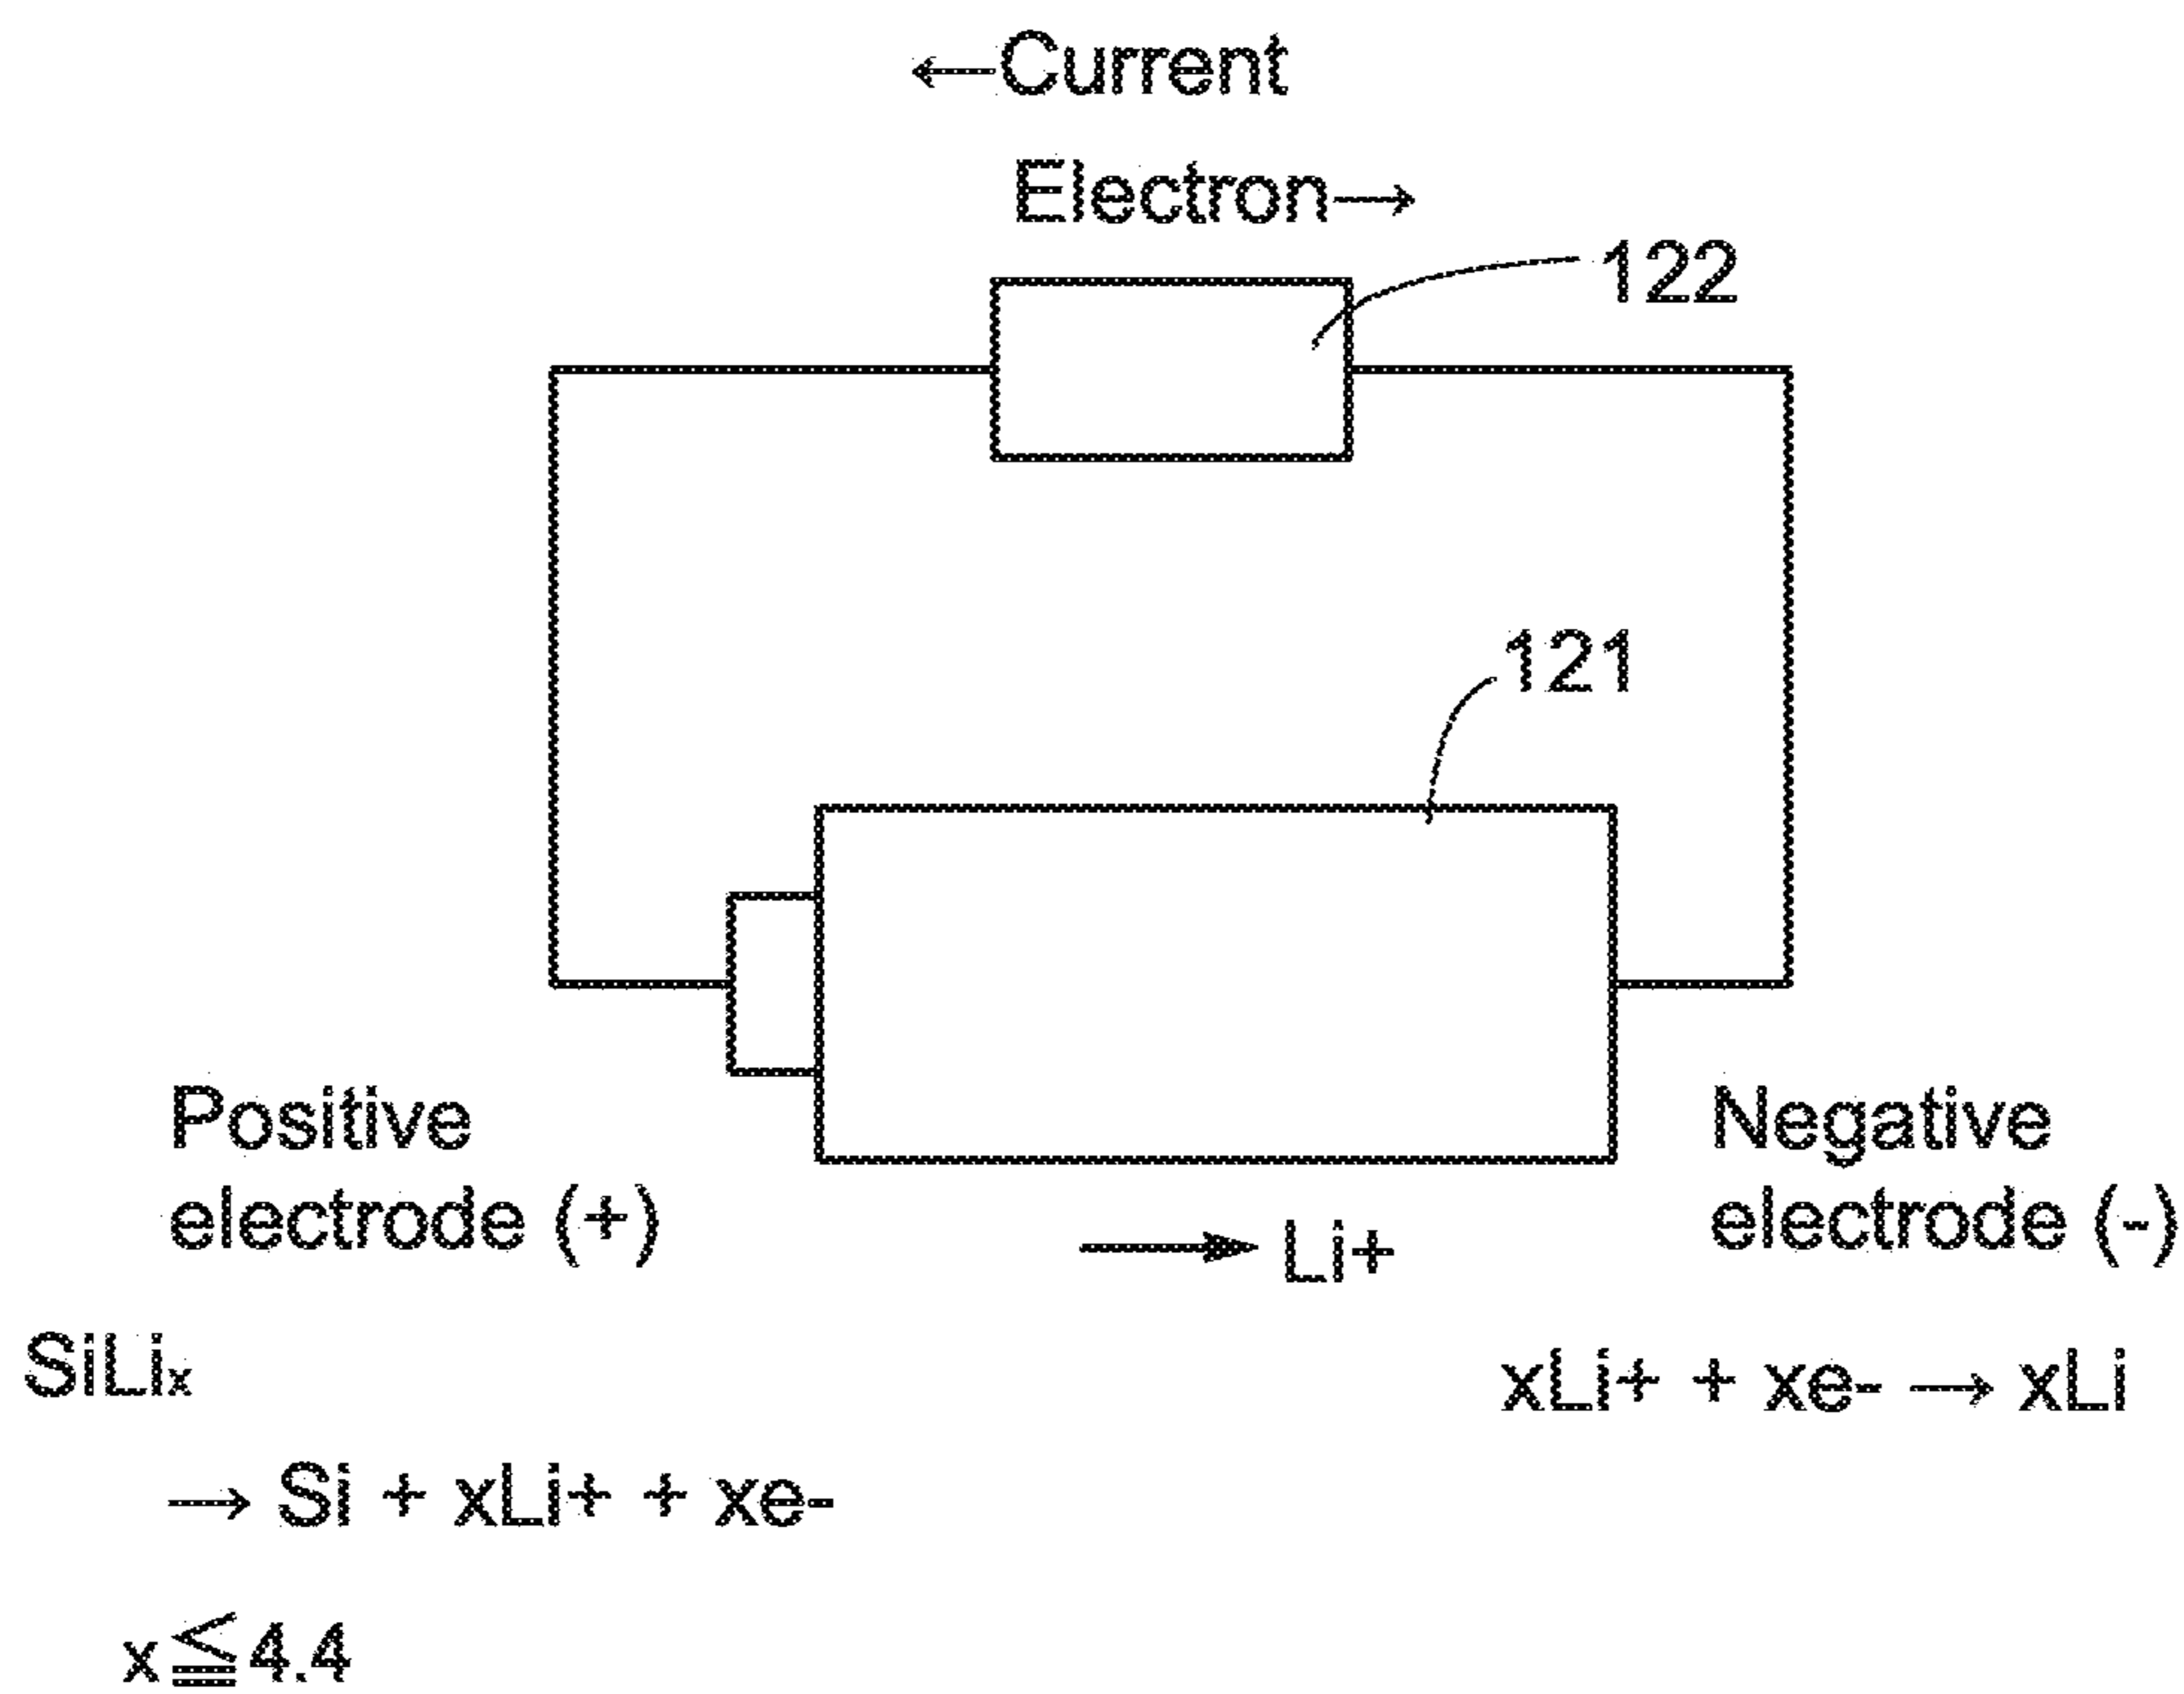 ←Current
Electron→
122
121
Positive
electrode (+)
Negative
electrode (-)
→ Li+
SiLiₓ
→ Si + xLi+ + xe-
x≦4.4
xLi+ + xe- → xLi